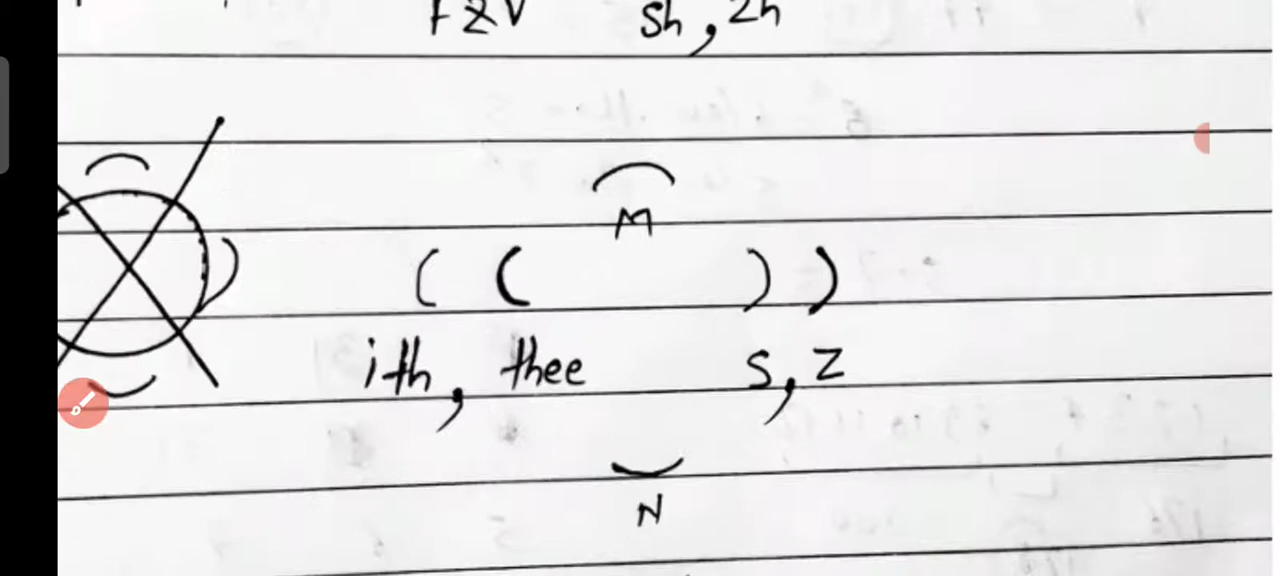 F & V sh, zh
M
( ( ) )
ith, thee s, z
N